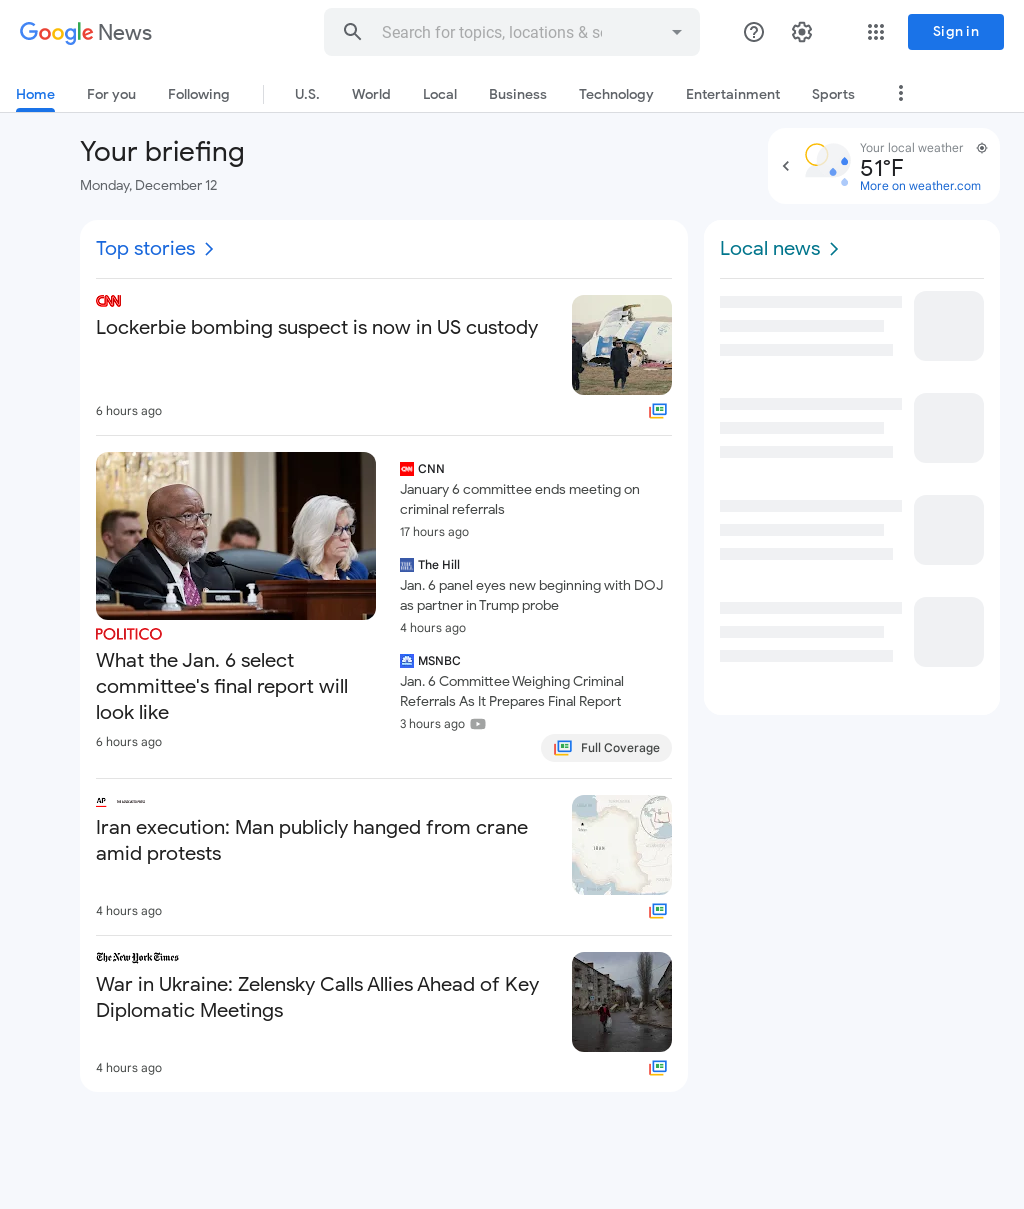 Google News
Search for topics, locations & so
Sign in
Home
For you
Following
U.S.
World
Local
Business
Technology
Entertainment
Sports
Your briefing
Monday, December 12
Your local weather
51°F
More on weather.com
Top stories
Local news
CNN
Lockerbie bombing suspect is now in US custody
6 hours ago
POLITICO
What the Jan. 6 select
committee's final report will
look like
6 hours ago
CNN
January 6 committee ends meeting on
criminal referrals
17 hours ago
The Hill
Jan. 6 panel eyes new beginning with DOJ
as partner in Trump probe
4 hours ago
MSNBC
Jan. 6 Committee Weighing Criminal
Referrals As It Prepares Final Report
3 hours ago
Full Coverage
AP
Iran execution: Man publicly hanged from crane
amid protests
IRAN
4 hours ago
The New York Times
War in Ukraine: Zelensky Calls Allies Ahead of Key
Diplomatic Meetings
4 hours ago